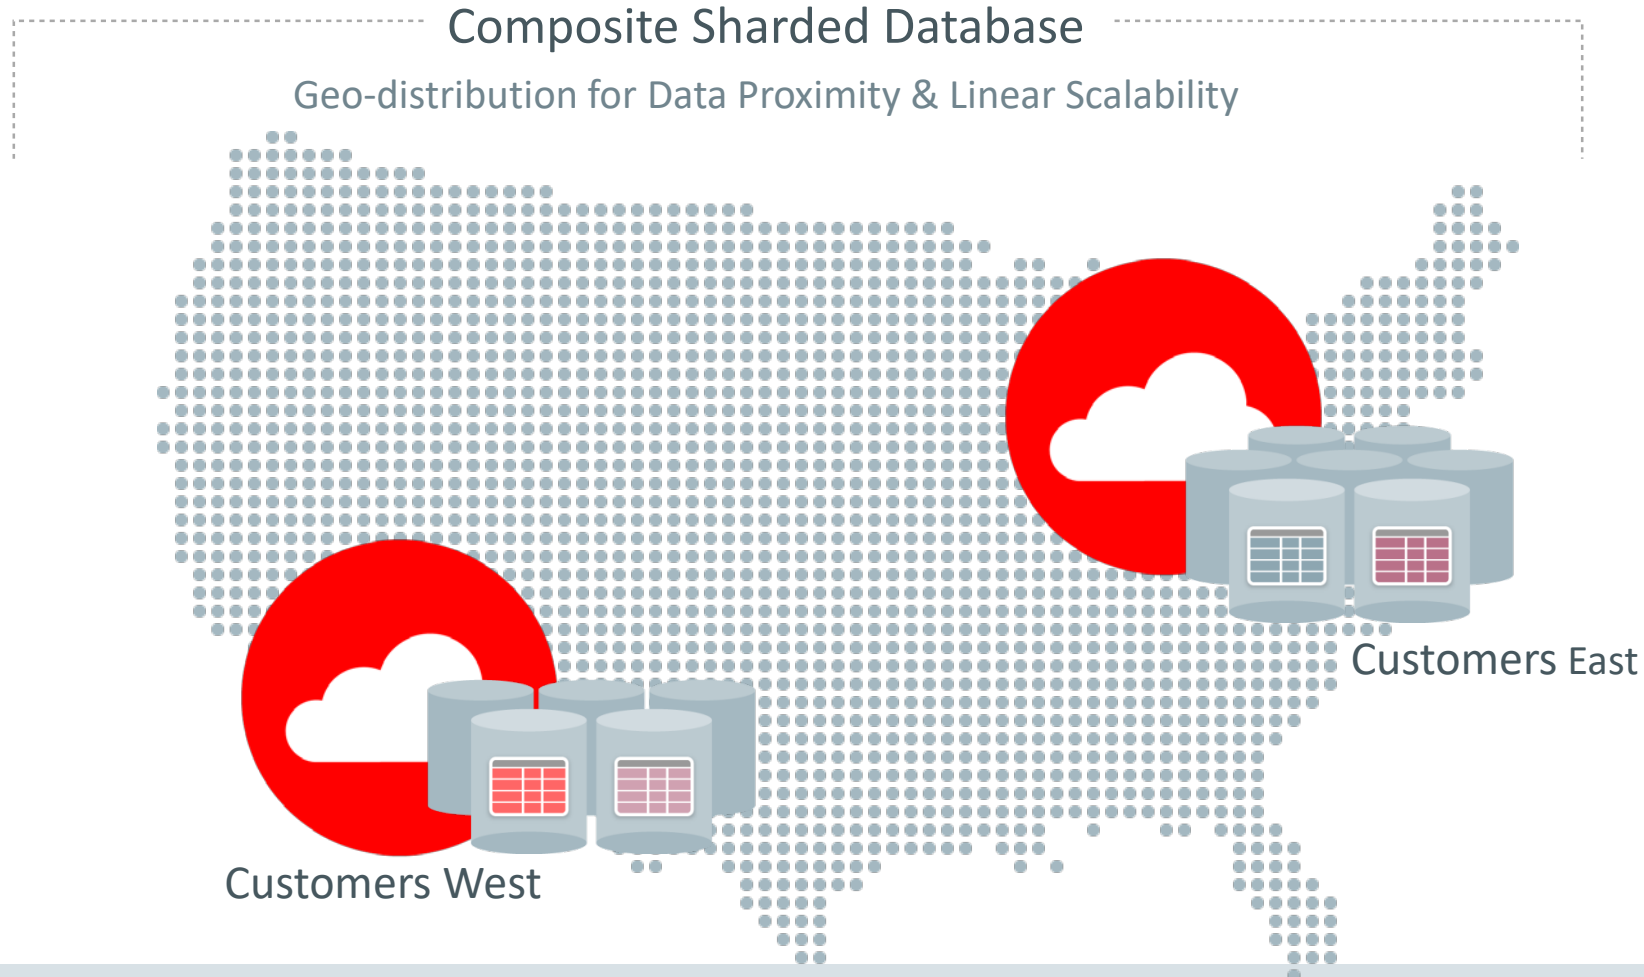 Composite Sharded Database
Geo-distribution for Data Proximity & Linear Scalability
Customers East
Customers West